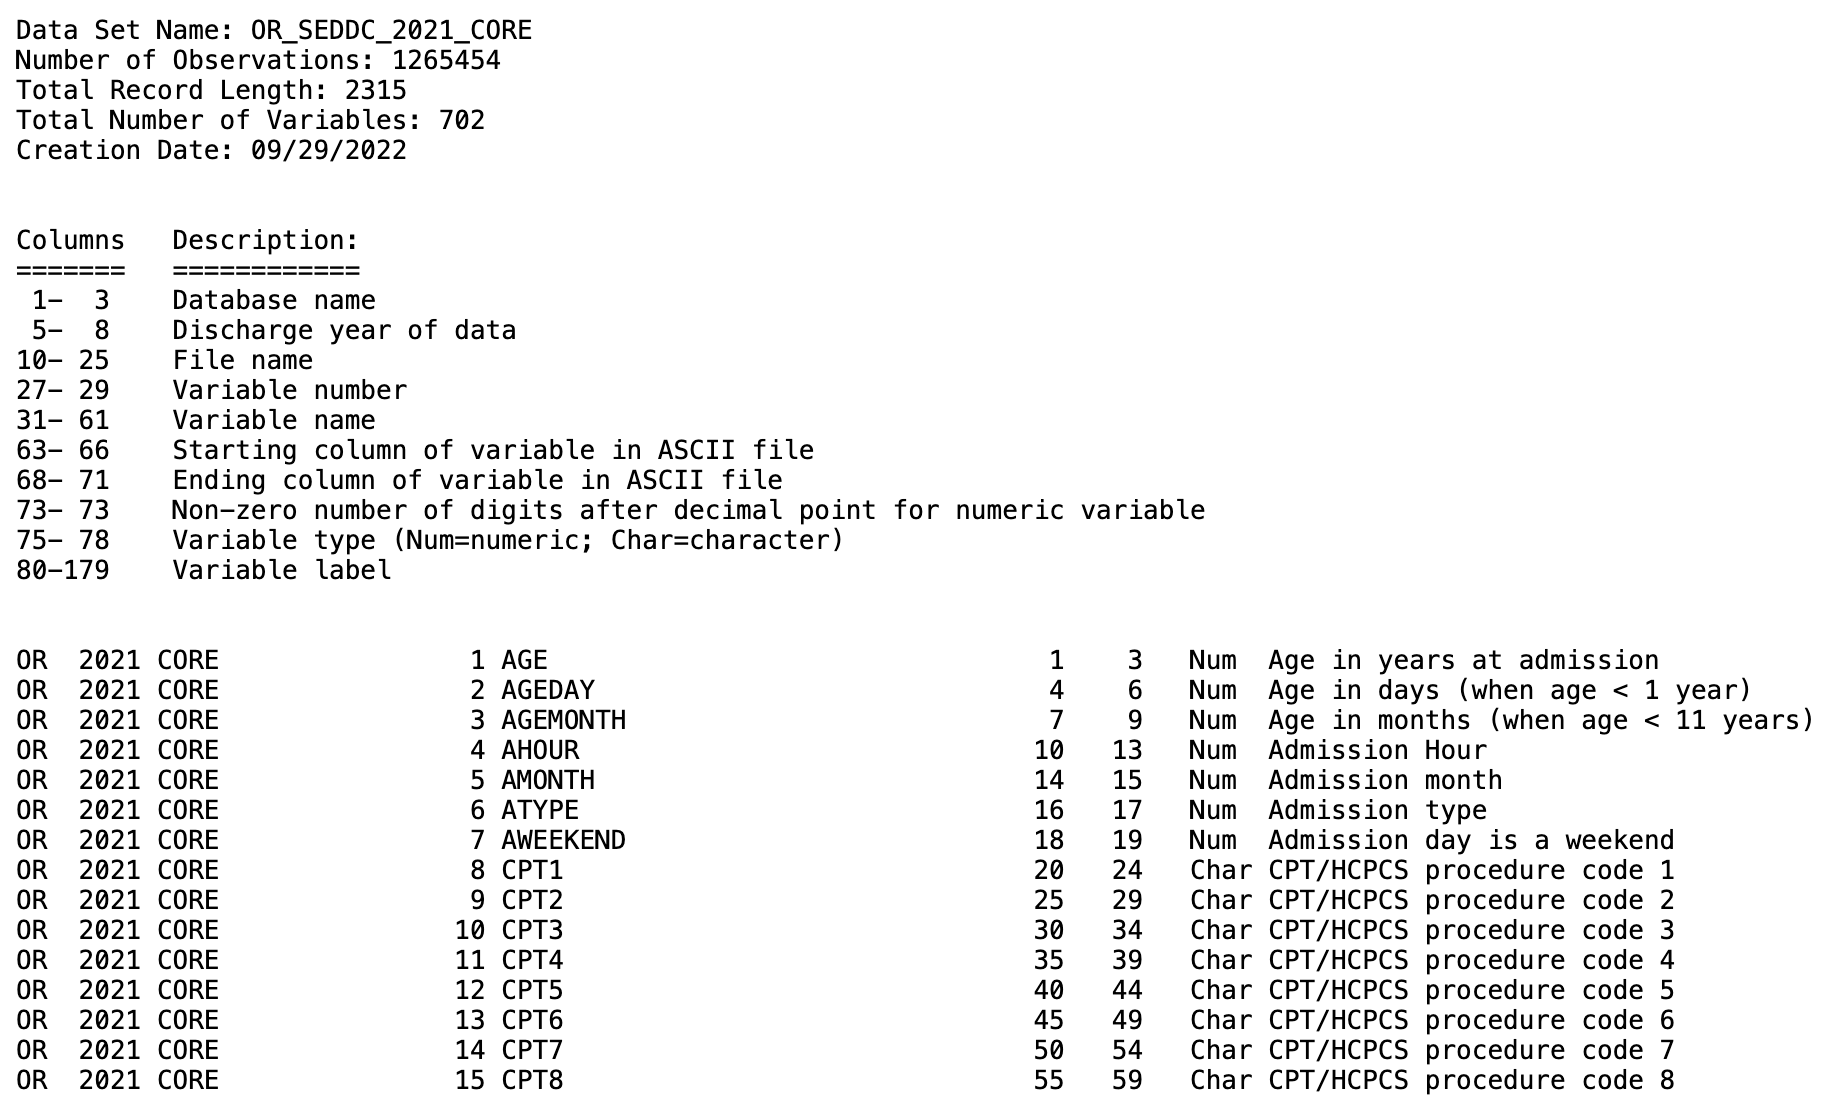 Data Set Name: OR_SEDDC_2021_CORE
Number of Observations: 1265454
Total Record Length: 2315
Total Number of Variables: 702
Creation Date: 09/29/2022
Columns   Description:
=======   ============
 1-  3    Database name
 5-  8    Discharge year of data
10- 25    File name
27- 29    Variable number
31- 61    Variable name
63- 66    Starting column of variable in ASCII file
68- 71    Ending column of variable in ASCII file
73- 73    Non-zero number of digits after decimal point for numeric variable
75- 78    Variable type (Num=numeric; Char=character)
80-179    Variable label
OR  2021 CORE                1 AGE                               1    3   Num  Age in years at admission
OR  2021 CORE                2 AGEDAY                            4    6   Num  Age in days (when age < 1 year)
OR  2021 CORE                3 AGEMONTH                          7    9   Num  Age in months (when age < 11 years)
OR  2021 CORE                4 AHOUR                            10   13   Num  Admission Hour
OR  2021 CORE                5 AMONTH                           14   15   Num  Admission month
OR  2021 CORE                6 ATYPE                            16   17   Num  Admission type
OR  2021 CORE                7 AWEEKEND                         18   19   Num  Admission day is a weekend
OR  2021 CORE                8 CPT1                             20   24   Char CPT/HCPCS procedure code 1
OR  2021 CORE                9 CPT2                             25   29   Char CPT/HCPCS procedure code 2
OR  2021 CORE               10 CPT3                             30   34   Char CPT/HCPCS procedure code 3
OR  2021 CORE               11 CPT4                             35   39   Char CPT/HCPCS procedure code 4
OR  2021 CORE               12 CPT5                             40   44   Char CPT/HCPCS procedure code 5
OR  2021 CORE               13 CPT6                             45   49   Char CPT/HCPCS procedure code 6
OR  2021 CORE               14 CPT7                             50   54   Char CPT/HCPCS procedure code 7
OR  2021 CORE               15 CPT8                             55   59   Char CPT/HCPCS procedure code 8